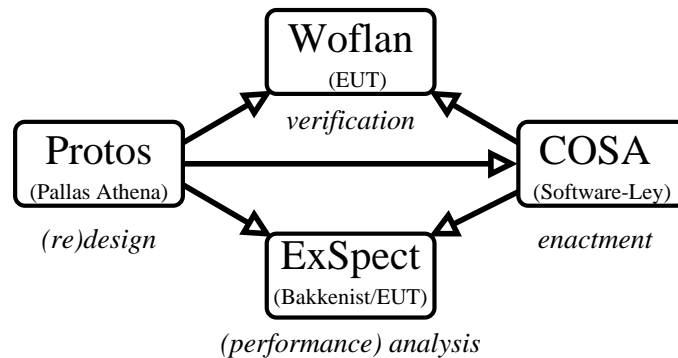 Woflan
(EUT)
verification
Protos
(Pallas Athena)
(re)design
COSA
(Software-Ley)
enactment
ExSpect
(Bakkenist/EUT)
(performance) analysis